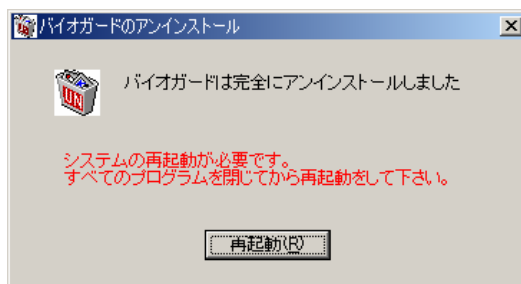 バイオガードのアンインストール
バイオガードは完全にアンインストールしました
UN
システムの再起動が必要です。
すべてのプログラムを閉じてから再起動をして下さい。
再起動(R)